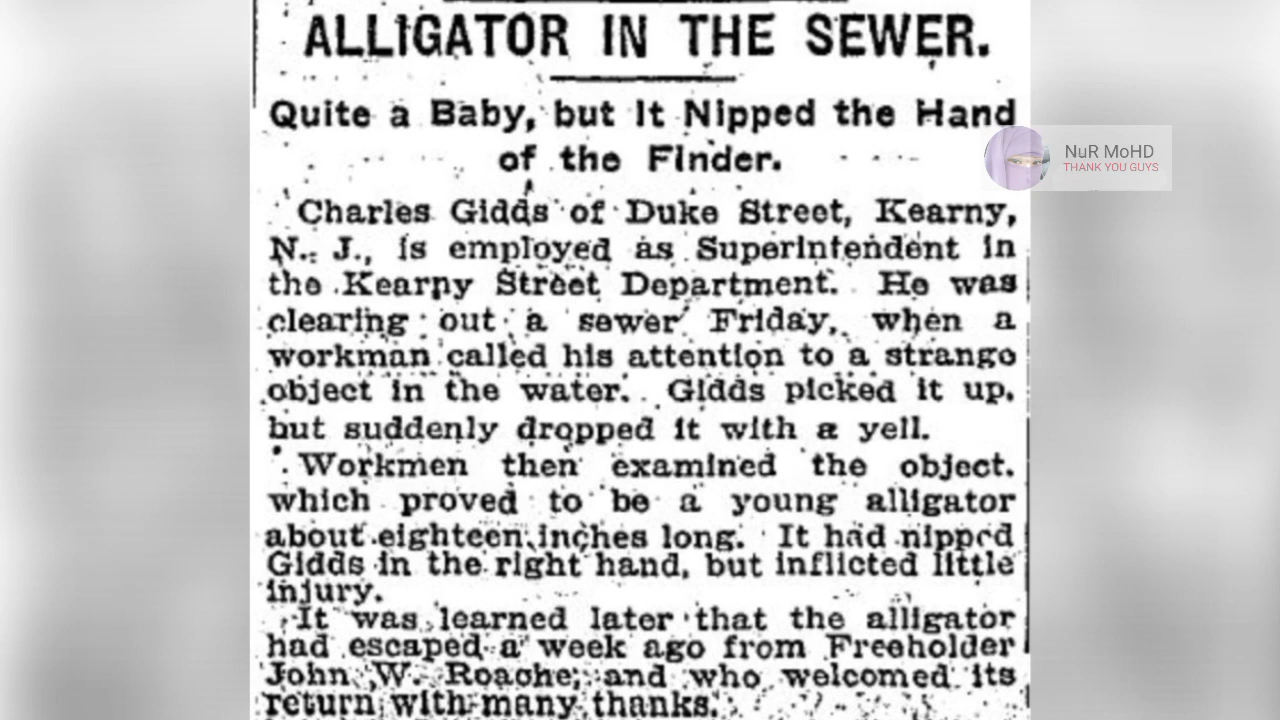 ALLIGATOR IN THE SEWER.
Quite a Baby, but It Nipped the Hand
of the Finder.
NuR MoHD
THANK YOU GUYS
Charles Gidds of Duke Street, Kearny,
N. J., is employed as Superintendent in
the Kearny Street Department. He was
clearing out a sewer Friday, when a
workman called his attention to a strange
object in the water. Gidds picked it up,
but suddenly dropped it with a yell.
Workmen then examined the object,
which proved to be a young alligator
about eighteen inches long. It had nipped
Gidds in the right hand, but inflicted little
injury.
It was learned later that the alligator
had escaped a week ago from Freeholder
John W. Roache, and who welcomed its
return with many thanks.